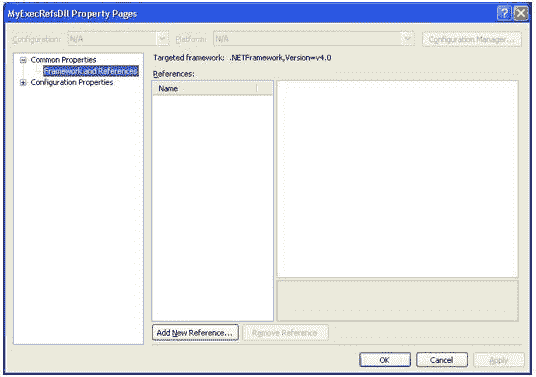 MyExecRefsDll Property Pages
Configuration: N/A Platform: N/A Configuration Manager...
Common Properties
Framework and References
Configuration Properties
Targeted framework: .NETFramework,Version=v4.0
References:
Name
Add New Reference... Remove Reference
OK Cancel Apply